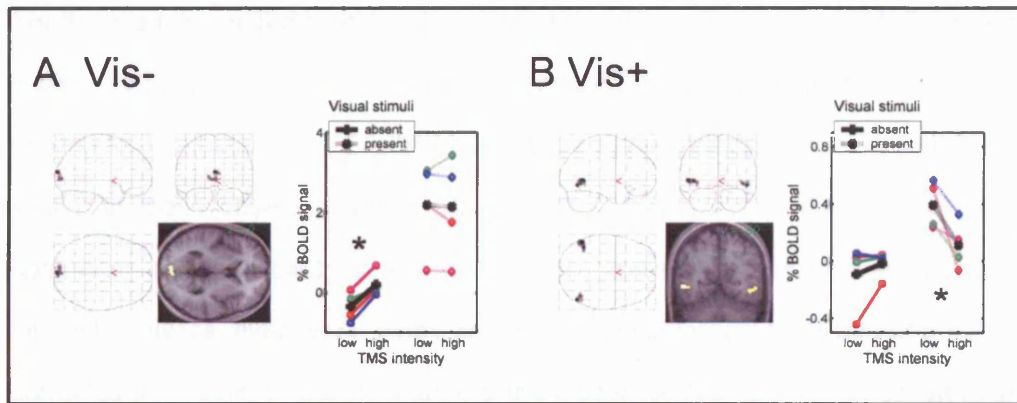 A Vis-
Visual stimuli
absent
present
% BOLD signal
4
2
0
*
low high low high
TMS intensity
B Vis+
Visual stimuli
absent
present
% BOLD signal
0.8
0.4
0
-0.4
*
low high low high
TMS intensity